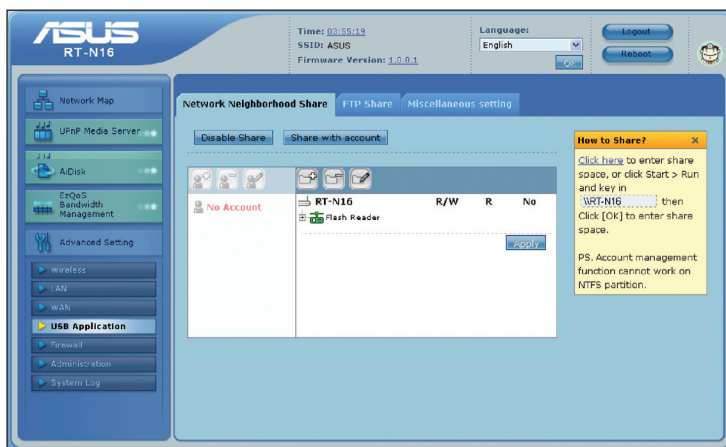 ASUS
RT-N16
Time: 03:55:19
SSID: ASUS
Firmware Version: 1.0.0.1
Language:
English
Logout
Reboot
Network Map
UPnP Media Server
AiDisk
EzQoS
Bandwidth
Management
Advanced Setting
Wireless
LAN
WAN
USB Application
Firewall
Administration
System Log
Network Neighborhood Share
FTP Share
Miscellaneous setting
Disable Share
Share with account
No Account
RT-N16 R/W R No
Flash Reader
Apply
How to Share? ×
Click here to enter share
space, or click Start > Run
and key in
\\RT-N16 then
Click [OK] to enter share
space.
PS. Account management
function cannot work on
NTFS partition.